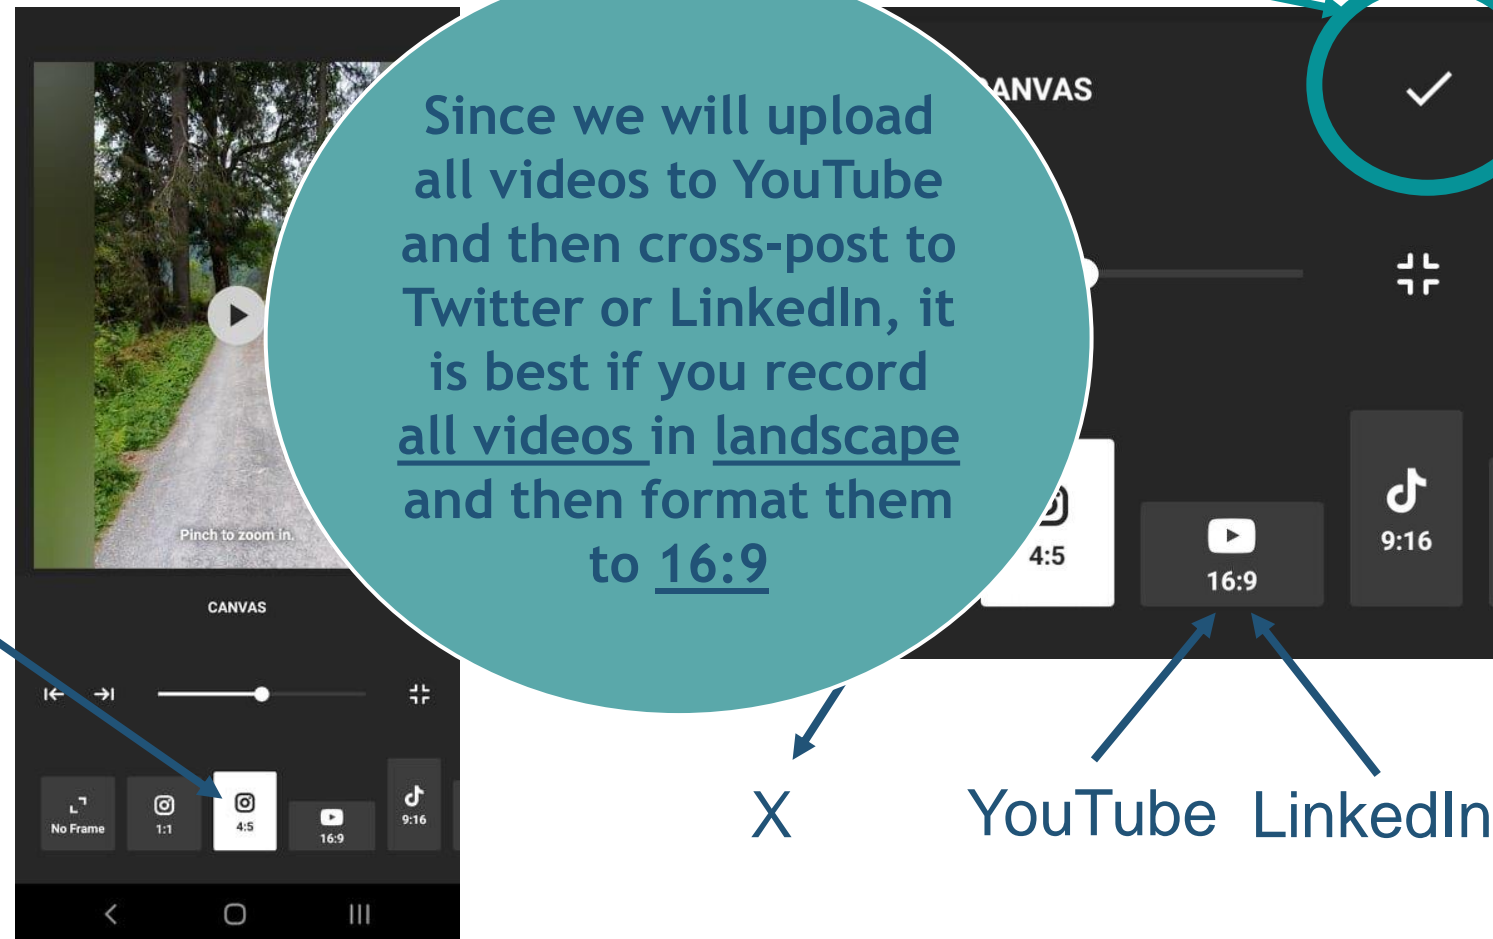 Since we will upload
all videos to YouTube
and then cross-post to
Twitter or LinkedIn, it
is best if you record
all videos in landscape
and then format them
to 16:9
Pinch to zoom in.
CANVAS
No Frame
1:1
4:5
16:9
9:16
ANVAS
4:5
16:9
9:16
X
YouTube
LinkedIn